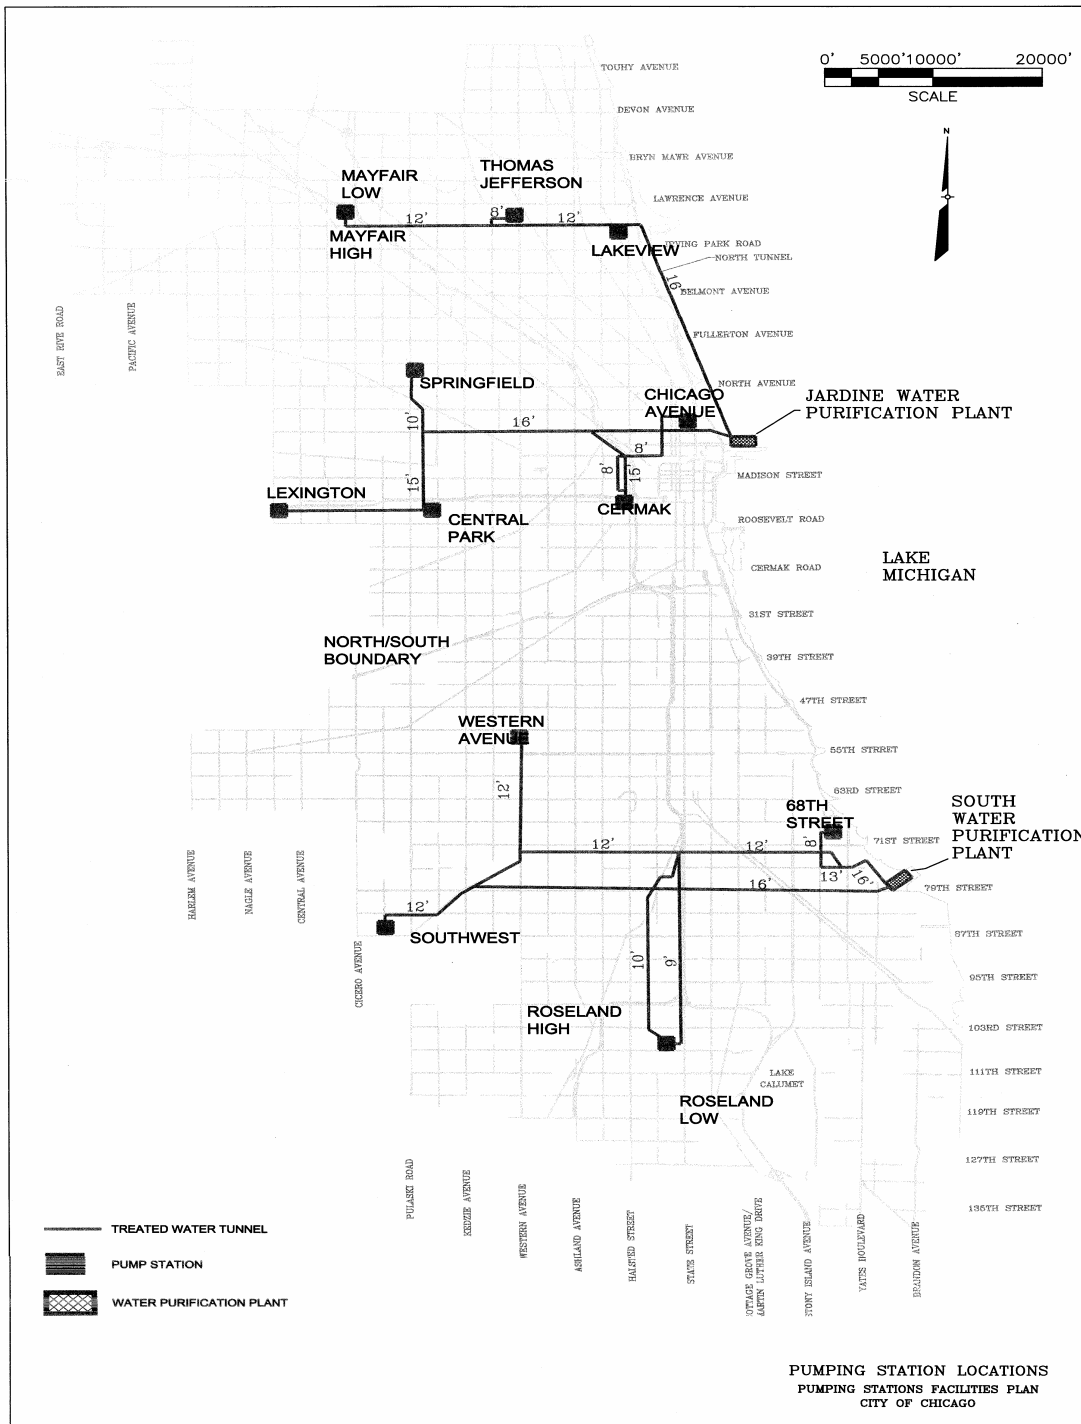 0' 5000' 10000' 20000'
SCALE
N
TOUHY AVENUE
DEVON AVENUE
BRYN MAWR AVENUE
LAWRENCE AVENUE
IRVING PARK ROAD
NORTH TUNNEL
BELMONT AVENUE
FULLERTON AVENUE
NORTH AVENUE
MAYFAIR
LOW
THOMAS
JEFFERSON
12'
8'
12'
MAYFAIR
HIGH
LAKEVIEW
16'
EAST RIVE ROAD
PACIFIC AVENUE
SPRINGFIELD
CHICAGO
AVENUE
JARDINE WATER
PURIFICATION PLANT
10'
16'
8'
15'
8'
15'
MADISON STREET
LEXINGTON
CENTRAL
PARK
CERMAK
ROOSEVELT ROAD
LAKE
MICHIGAN
CERMAK ROAD
31ST STREET
39TH STREET
47TH STREET
55TH STRRET
63RD STREET
NORTH/SOUTH
BOUNDARY
WESTERN
AVENUE
12'
68TH
STREET
SOUTH
WATER
PURIFICATION
PLANT
71ST STREET
12'
12'
8'
13'
16'
16'
79TH STREET
HARLEM AVENUE
NAGLE AVENUE
CENTRAL AVENUE
12'
SOUTHWEST
CICERO AVENUE
87TH STREET
10'
9'
95TH STREET
ROSELAND
HIGH
103RD STREET
LAKE
CALUMET
111TH STREET
ROSELAND
LOW
119TH STREET
127TH STREET
135TH STREET
PULASKI ROAD
KEDZIE AVENUE
WESTERN AVENUE
ASHLAND AVENUE
HALSTED STREET
STATE STREET
OTTAGE GROVE AVENUE/
MARTIN LUTHER KING DRIVE
STONY ISLAND AVENUE
YATES BOULEVARD
BRANDON AVENUE
TREATED WATER TUNNEL
PUMP STATION
WATER PURIFICATION PLANT
PUMPING STATION LOCATIONS
PUMPING STATIONS FACILITIES PLAN
CITY OF CHICAGO